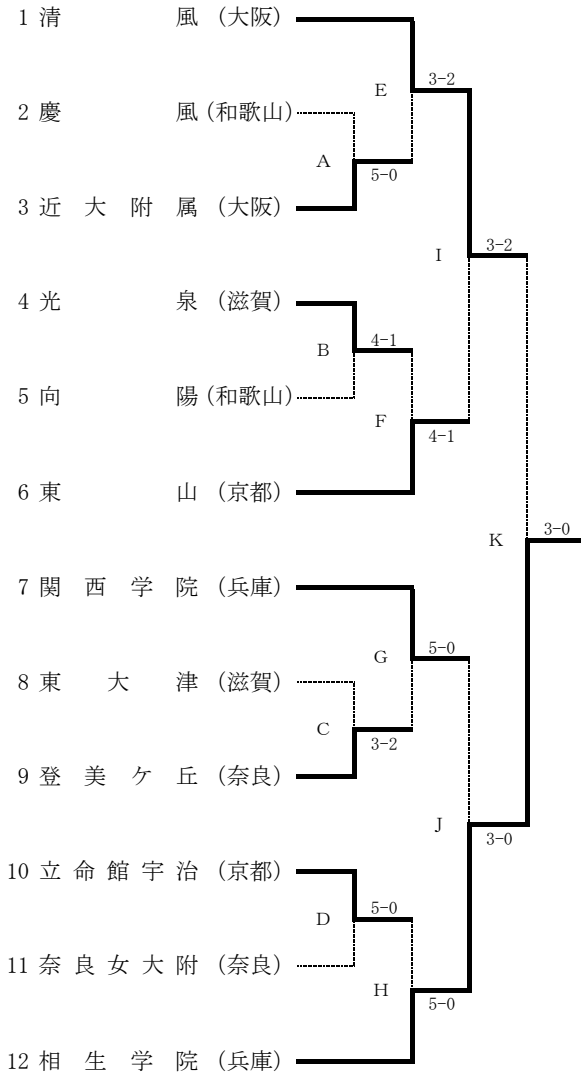 1 清風 (大阪)
3-2
E
2 慶風 (和歌山)
A
5-0
3 近大附属 (大阪)
I
3-2
4 光泉 (滋賀)
B
4-1
5 向陽 (和歌山)
F
4-1
6 東山 (京都)
K
3-0
7 関西学院 (兵庫)
G
5-0
8 東大津 (滋賀)
C
3-2
9 登美ケ丘 (奈良)
J
3-0
10 立命館宇治 (京都)
D
5-0
11 奈良女大附 (奈良)
H
5-0
12 相生学院 (兵庫)